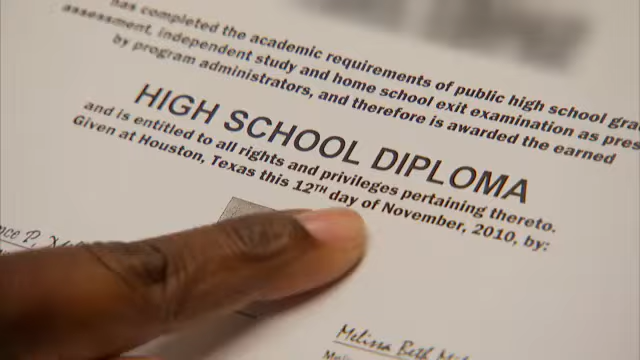 has completed the academic requirements of public high school
assessment, independent study and home school exit examination as
by program administrators, and therefore is awarded the earned
HIGH SCHOOL DIPLOMA
and is entitled to all rights and privileges pertaining thereto.
Given at Houston, Texas this 12TH day of November, 2010, by:
Melissa Beth